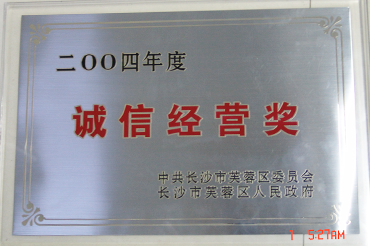 二OO四年度
诚信经营奖
中共长沙市芙蓉区委员会
长沙市芙蓉区人民政府
1 5:27AM